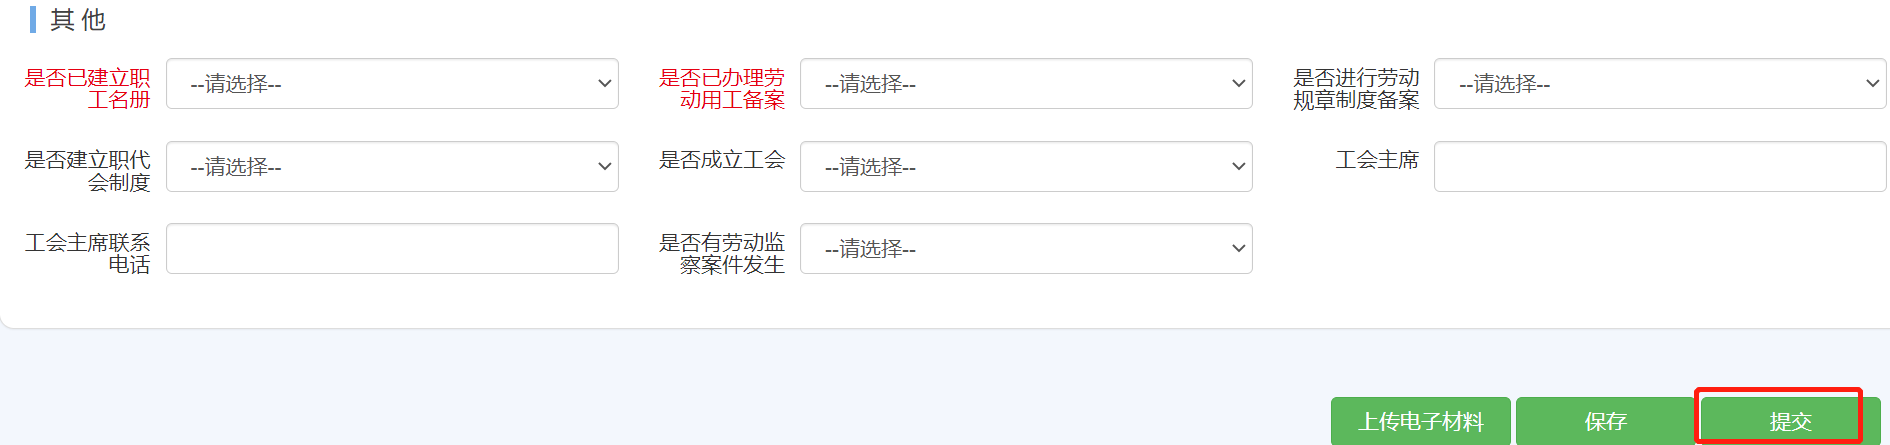 其 他
是否已建立职
工名册
--请选择--
是否已办理劳
动用工备案
--请选择--
是否进行劳动
规章制度备案
--请选择--
是否建立职代
会制度
--请选择--
是否成立工会
--请选择--
工会主席
工会主席联系
电话
是否有劳动监
察案件发生
--请选择--
上传电子材料
保存
提交